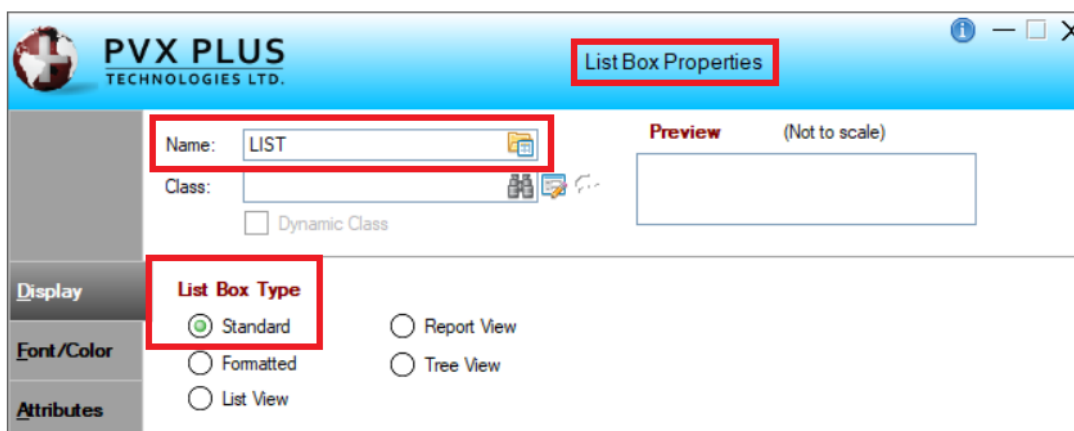 PVX PLUS
TECHNOLOGIES LTD.
List Box Properties
Name: LIST
Preview (Not to scale)
Class:
Dynamic Class
Display
Font/Color
Attributes
List Box Type
Standard
Report View
Formatted
Tree View
List View